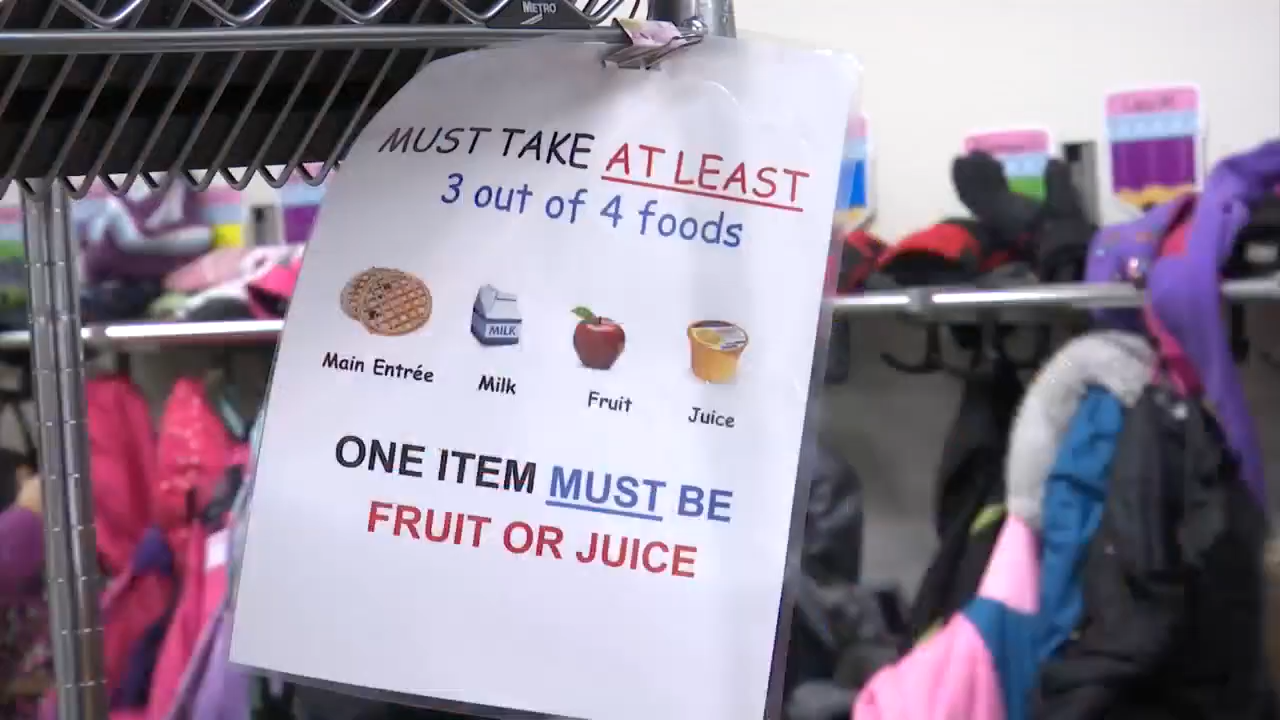 METRO
MUST TAKE AT LEAST
3 out of 4 foods
MILK
Main Entrée
Milk
Fruit
Juice
ONE ITEM MUST BE
FRUIT OR JUICE